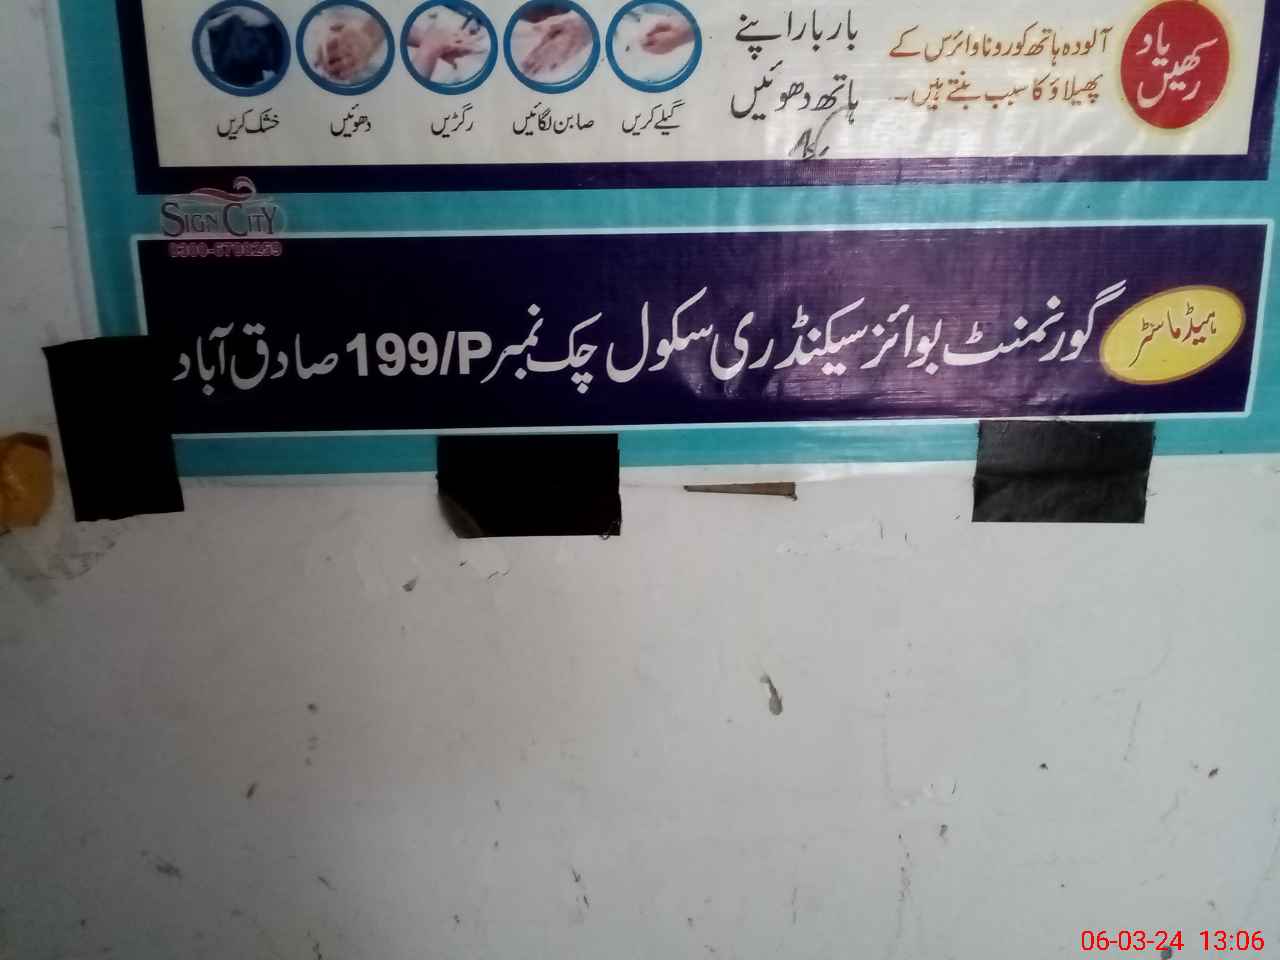 یاد رکھیں
آلودہ ہاتھ کورونا وائرس کے
پھیلاؤ کا سبب بنتے ہیں۔
بار بار اپنے
ہاتھ دھوئیں
گیلے کریں
صابن لگائیں
رگڑیں
دھوئیں
خشک کریں
SIGN CITY
ہیڈ ماسٹر
گورنمنٹ بوائز سیکنڈری سکول چک نمبر 199/P صادق آباد
06-03-24 13:06